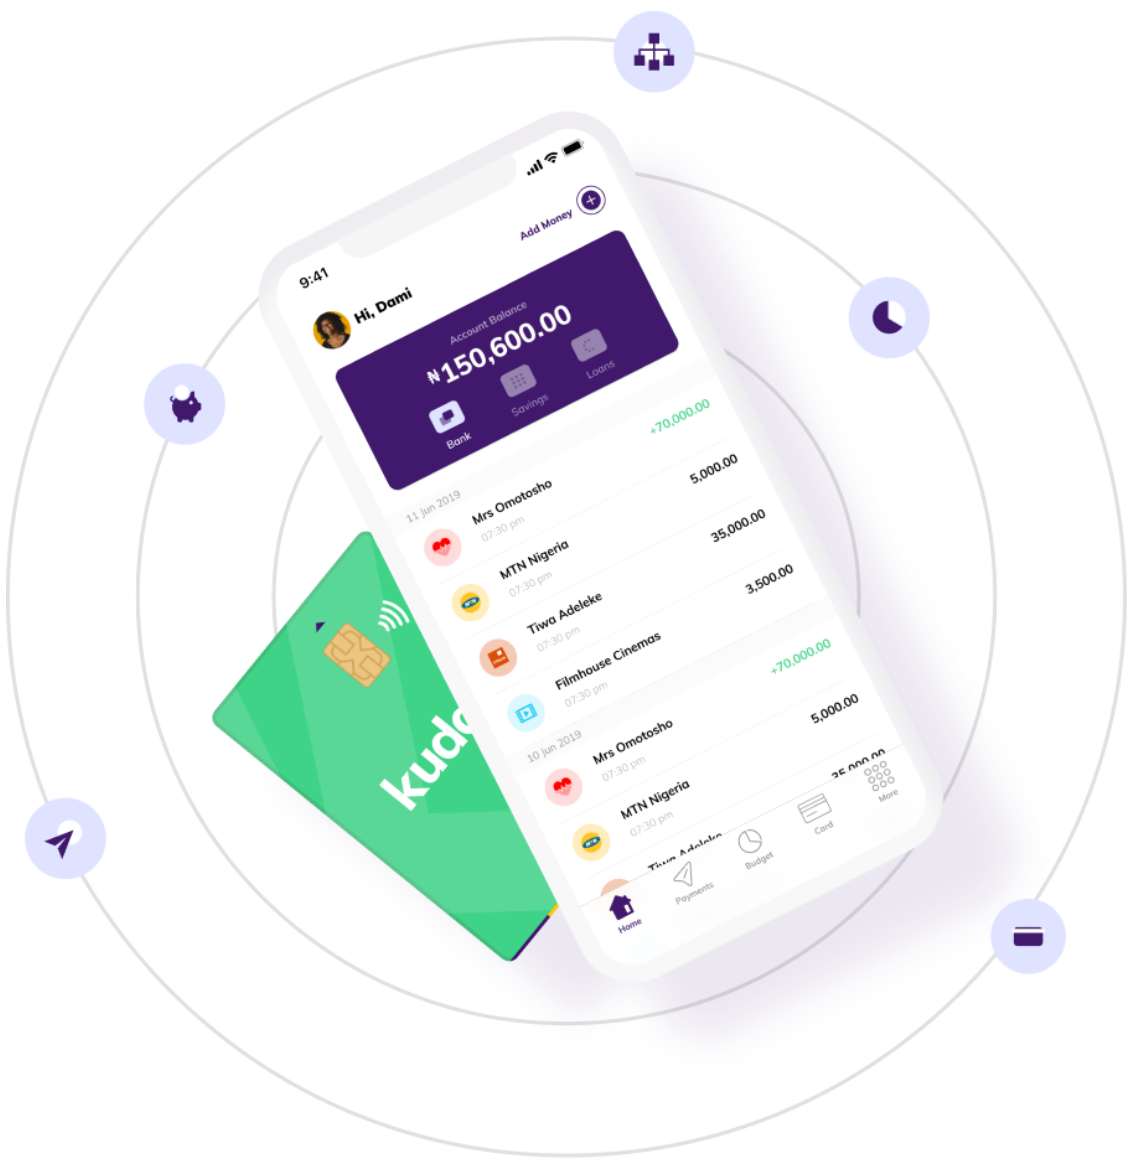 9:41
Add Money
Hi, Dami
Account Balance
₦150,600.00
Bank
Savings
Loans
11 Jun 2019
Mrs Omotosho
+70,000.00
07:30 pm
MTN Nigeria
5,000.00
07:30 pm
Tiwa Adeleke
35,000.00
07:30 pm
Filmhouse Cinemas
3,500.00
07:30 pm
10 Jun 2019
Mrs Omotosho
+70,000.00
07:30 pm
MTN Nigeria
5,000.00
07:30 pm
Tiwa Adeleke
35,000.00
Home
Payments
Budget
Card
More
kud